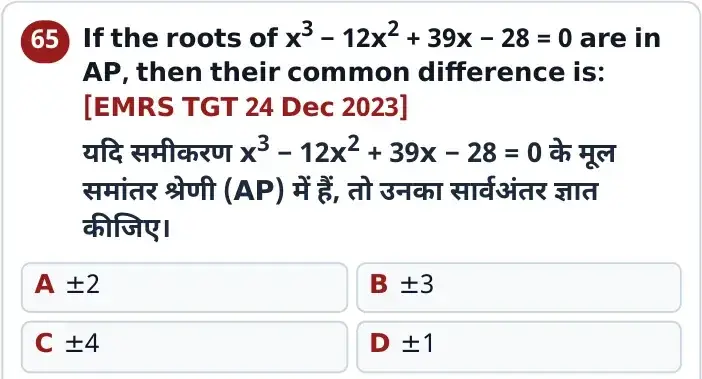 65 If the roots of x³ − 12x² + 39x − 28 = 0 are in
AP, then their common difference is:
[EMRS TGT 24 Dec 2023]
यदि समीकरण x³ − 12x² + 39x − 28 = 0 के मूल
समांतर श्रेणी (AP) में हैं, तो उनका सार्वअंतर ज्ञात
कीजिए।
A ±2
B ±3
C ±4
D ±1